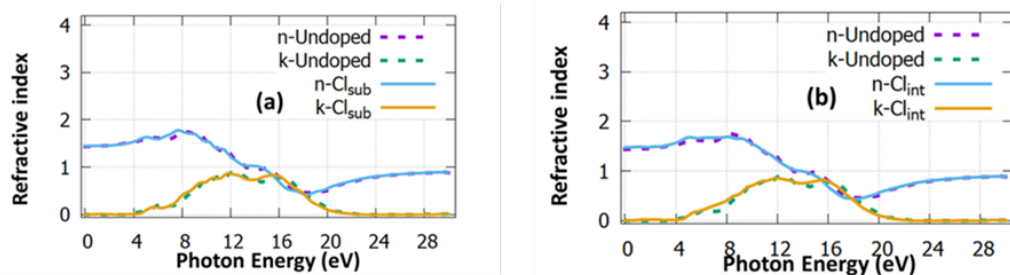 4
n-Undoped
k-Undoped
3
n-Cl_sub
(a)
k-Cl_sub
2
1
0
Refractive index
0 4 8 12 16 20 24 28
Photon Energy (eV)
4
n-Undoped
k-Undoped
3
n-Cl_int
(b)
k-Cl_int
2
1
0
Refractive index
0 4 8 12 16 20 24 28
Photon Energy (eV)